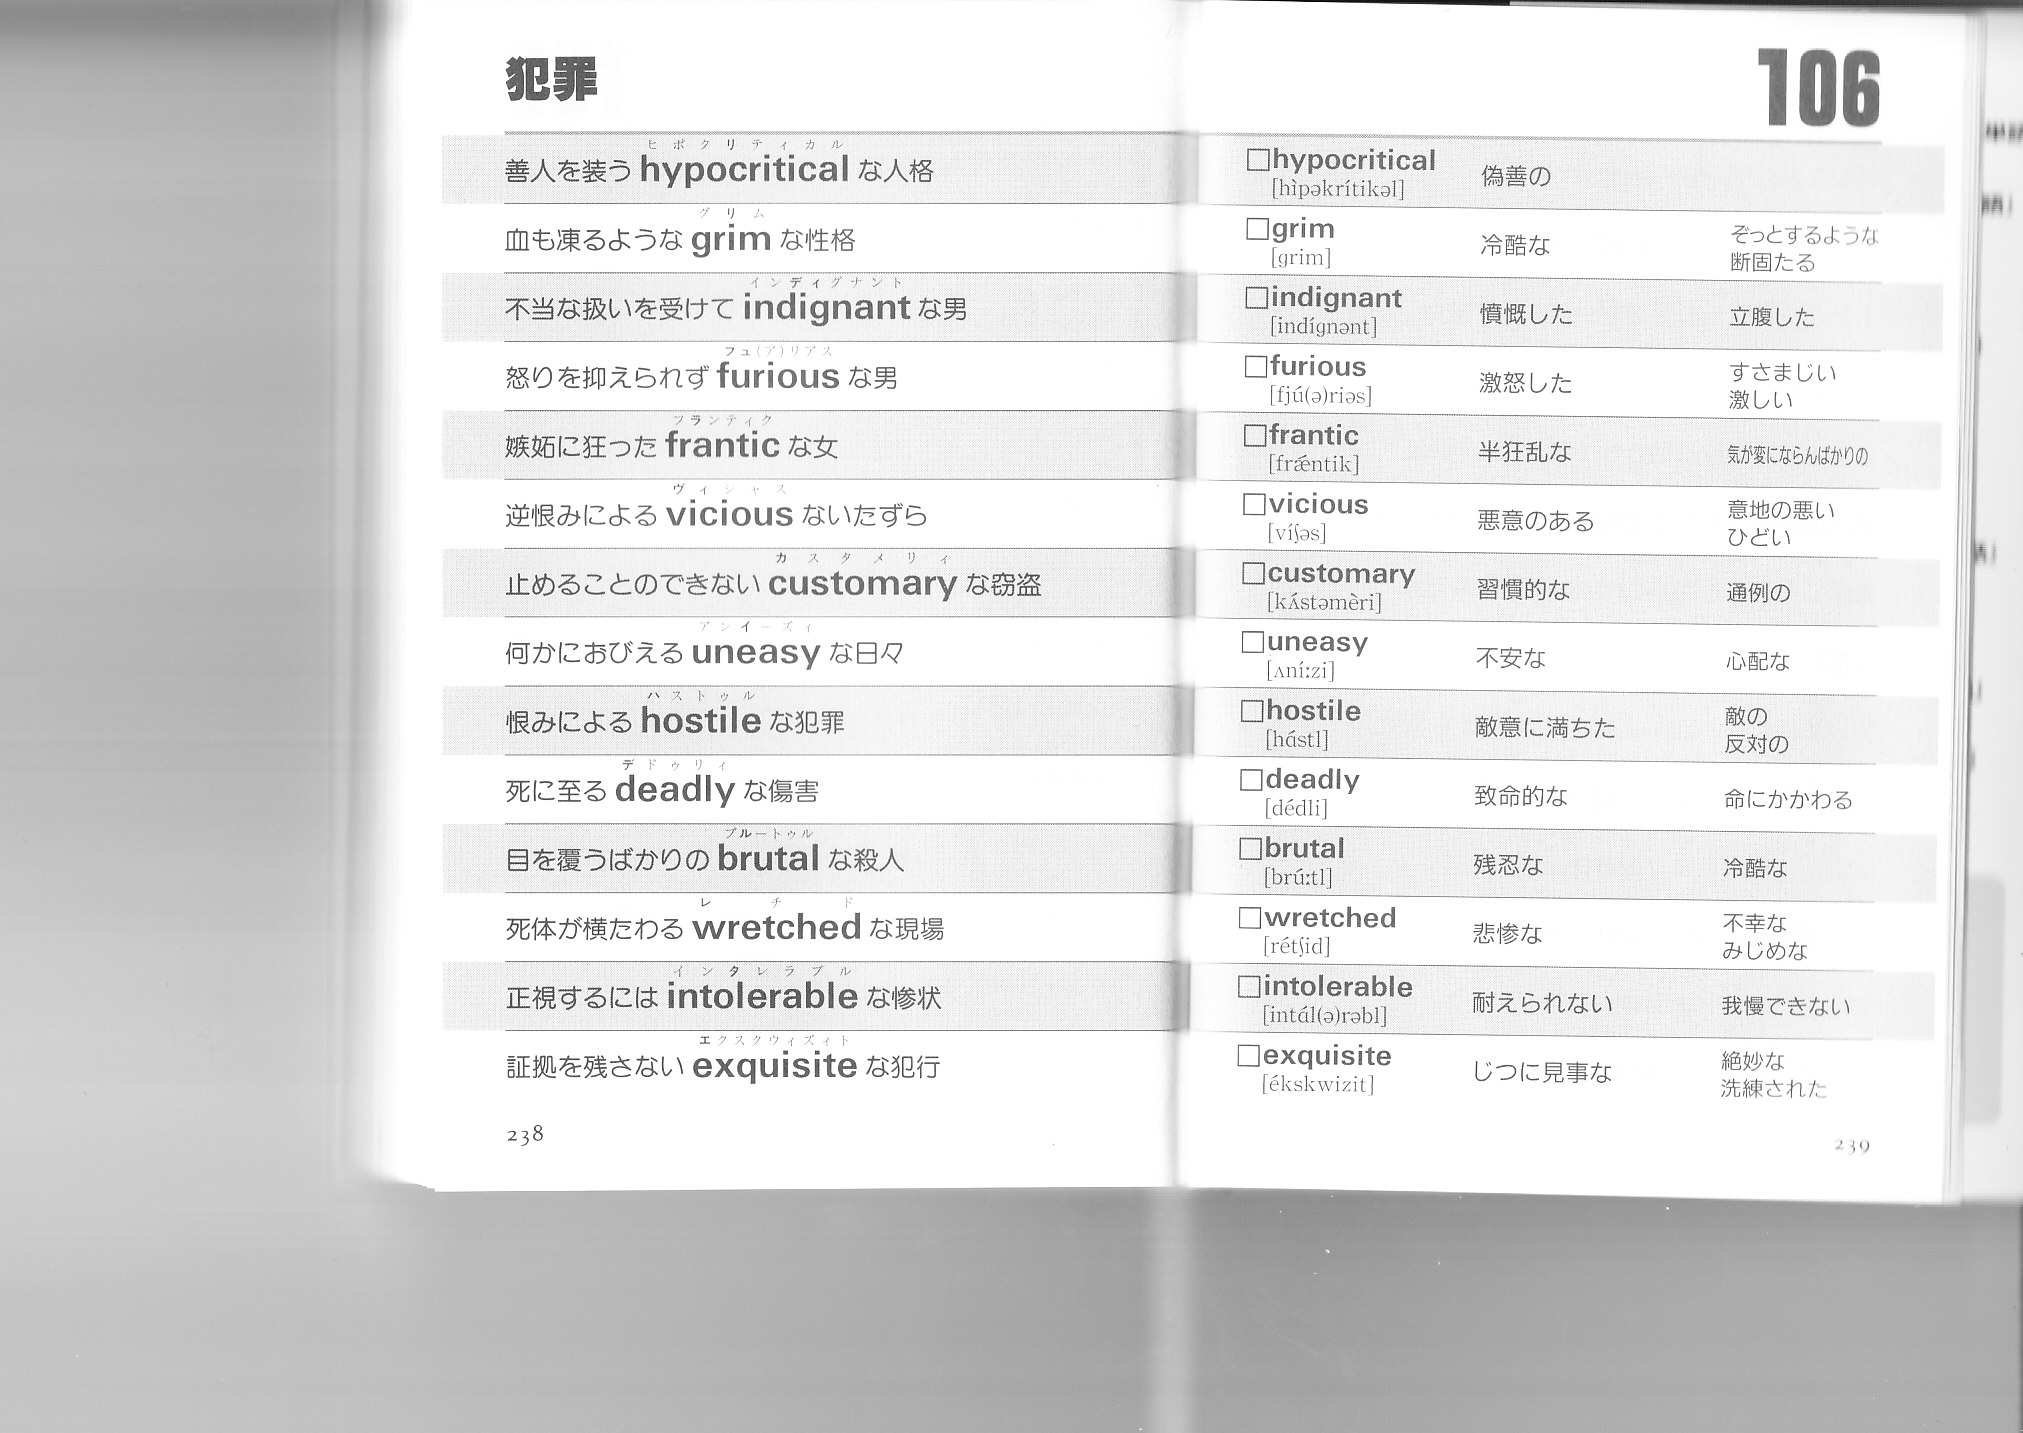 犯罪
ヒポクリティカル
善人を装う hypocritical な人格
グリム
血も凍るような grim な性格
インディグナント
不当な扱いを受けて indignant な男
フュ(ア)リアス
怒りを抑えられず furious な男
フランティク
嫉妬に狂った frantic な女
ヴィシャス
逆恨みによる vicious ないたずら
カスタメリィ
止めることのできない customary な窃盗
アンイーズィ
何かにおびえる uneasy な日々
ハストゥル
恨みによる hostile な犯罪
デドゥリィ
死に至る deadly な傷害
ブルートゥル
目を覆うばかりの brutal な殺人
レチド
死体が横たわる wretched な現場
インタレラブル
正視するには intolerable な惨状
エクスクウィズィト
証拠を残さない exquisite な犯行
238
106
□hypocritical
[hìpəkrítikəl]
偽善の
□grim
[grim]
冷酷な
ぞっとするような
断固たる
□indignant
[indígnənt]
憤慨した
立腹した
□furious
[fjú(ə)riəs]
激怒した
すさまじい
激しい
□frantic
[frǽntik]
半狂乱な
気が変にならんばかりの
□vicious
[víʃəs]
悪意のある
意地の悪い
ひどい
□customary
[kʌ́stəmèri]
習慣的な
通例の
□uneasy
[ʌníːzi]
不安な
心配な
□hostile
[hɑ́stl]
敵意に満ちた
敵の
反対の
□deadly
[dédli]
致命的な
命にかかわる
□brutal
[brúːtl]
残忍な
冷酷な
□wretched
[rétʃid]
悲惨な
不幸な
みじめな
□intolerable
[intɑ́l(ə)rəbl]
耐えられない
我慢できない
□exquisite
[ékskwizit]
じつに見事な
絶妙な
洗練された
239